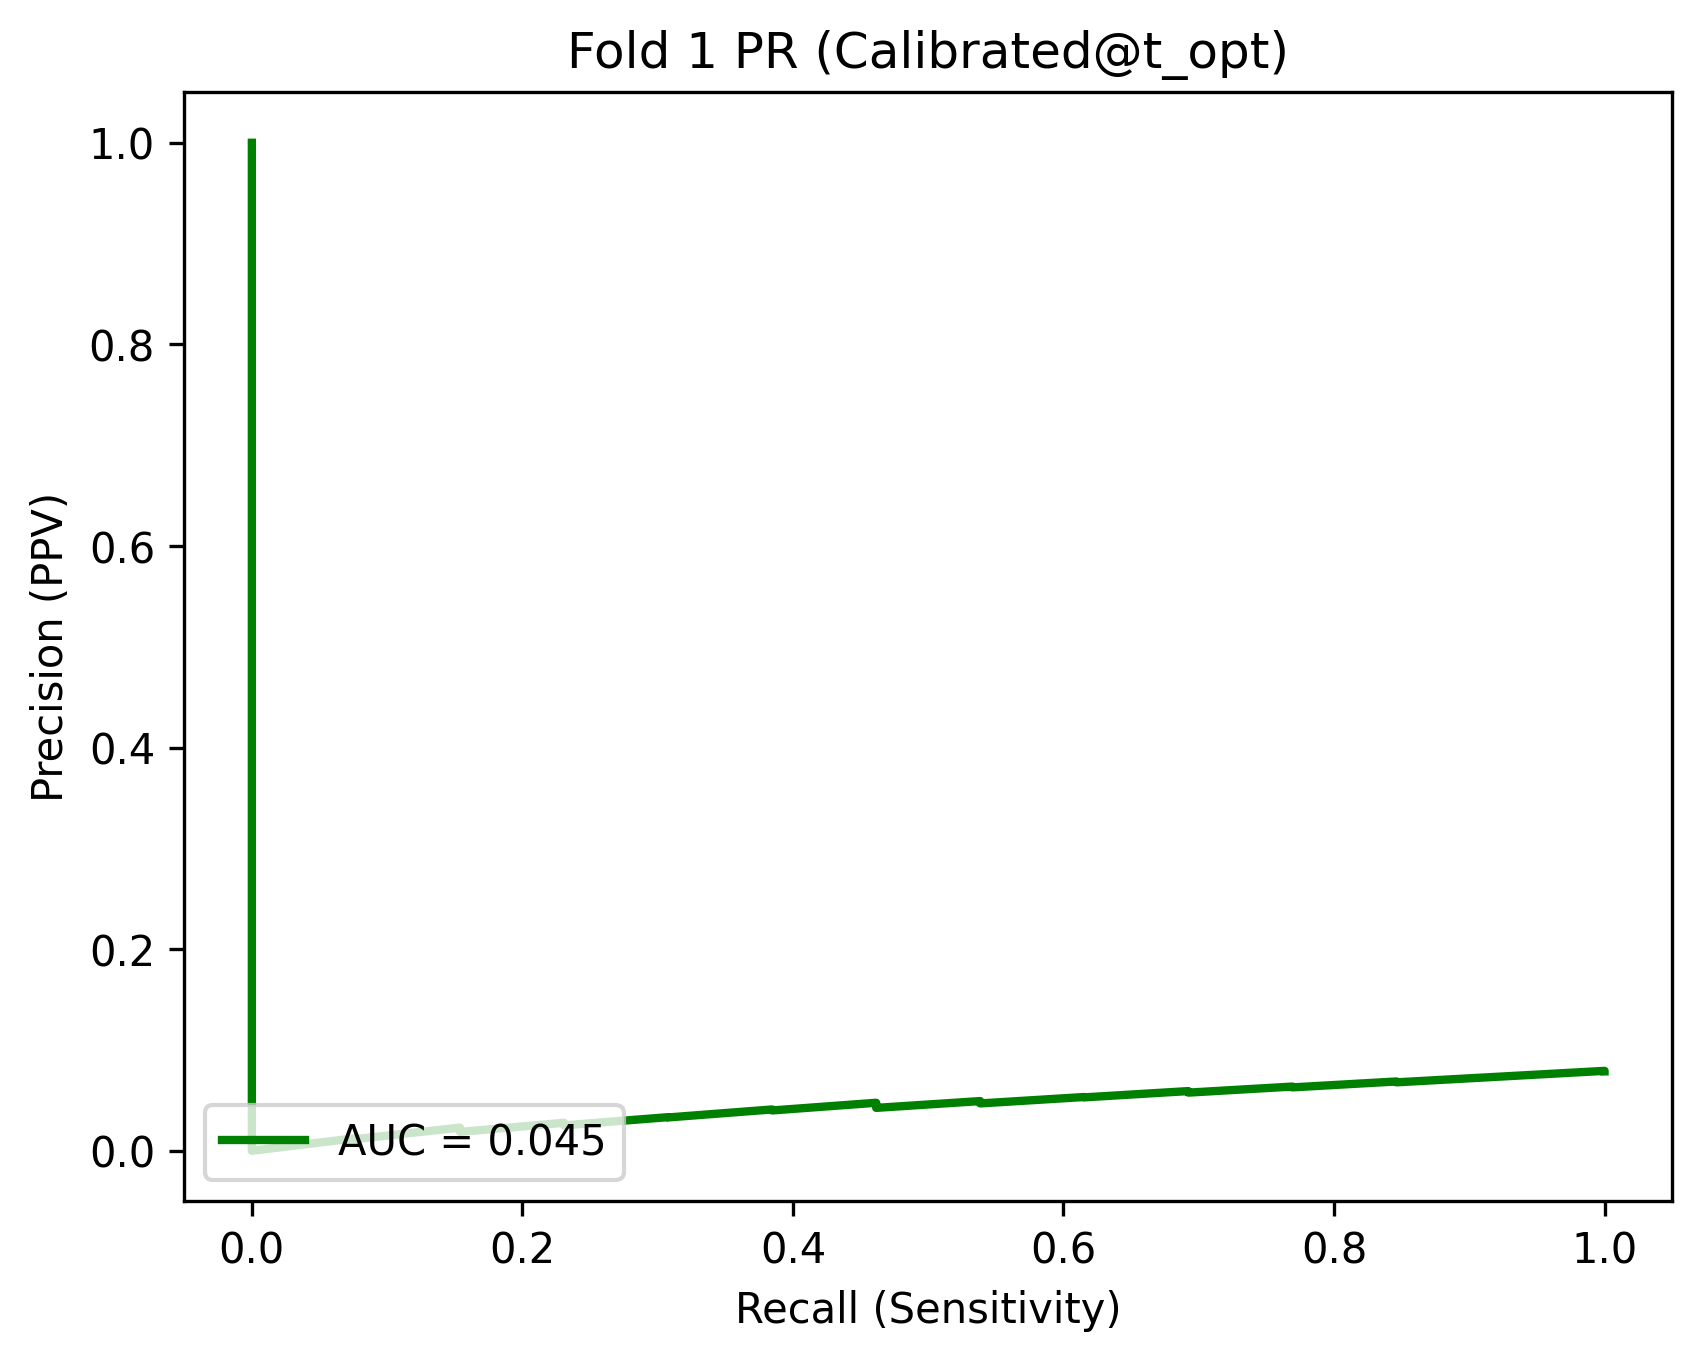 Fold 1 PR (Calibrated@t_opt)
1.0
0.8
0.6
0.4
0.2
0.0
Precision (PPV)
AUC = 0.045
0.0 0.2 0.4 0.6 0.8 1.0
Recall (Sensitivity)